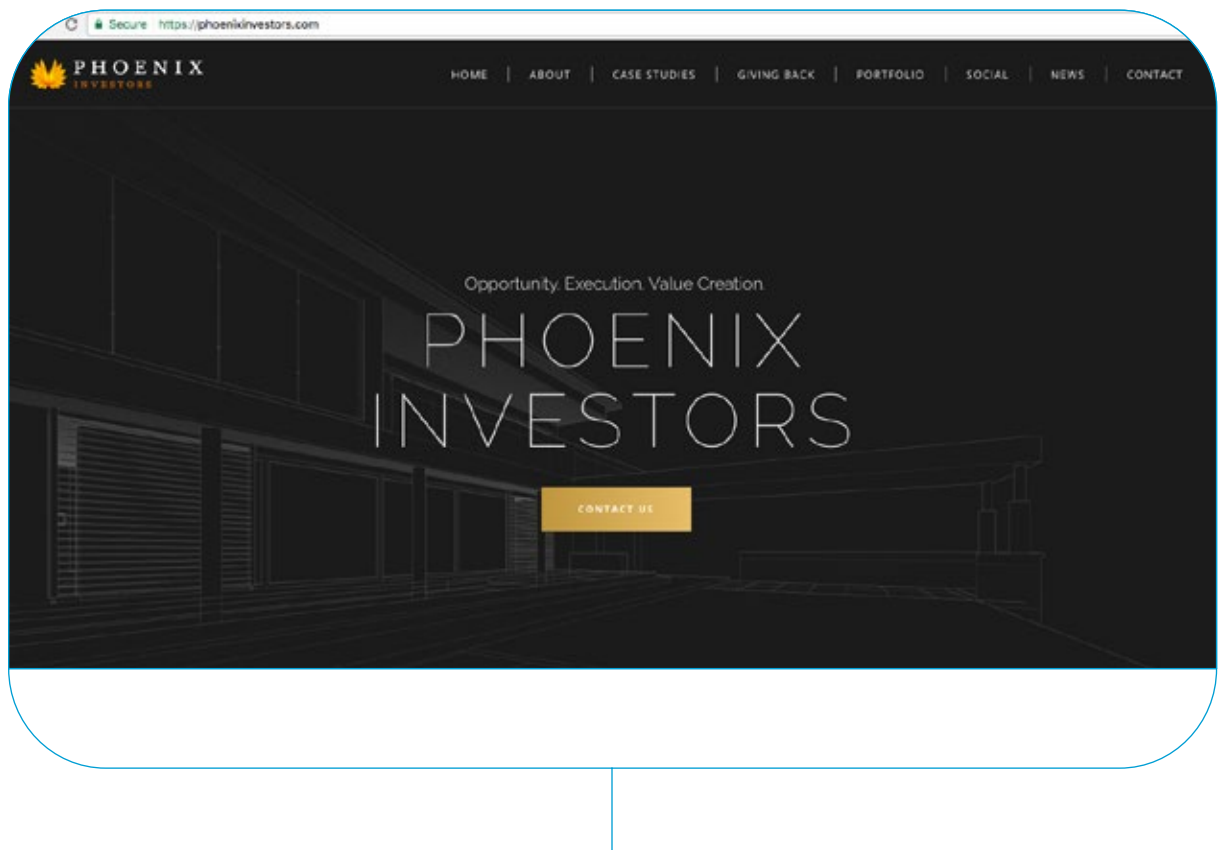 Secure https://phoenixinvestors.com
PHOENIX
INVESTORS
HOME | ABOUT | CASE STUDIES | GIVING BACK | PORTFOLIO | SOCIAL | NEWS | CONTACT
Opportunity. Execution. Value Creation.
PHOENIX
INVESTORS
CONTACT US